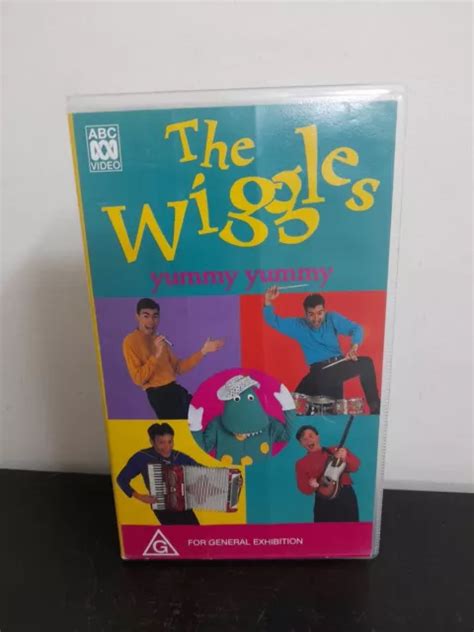 ABC
VIDEO
The
Wiggles
yummy yummy
G
FOR GENERAL EXHIBITION